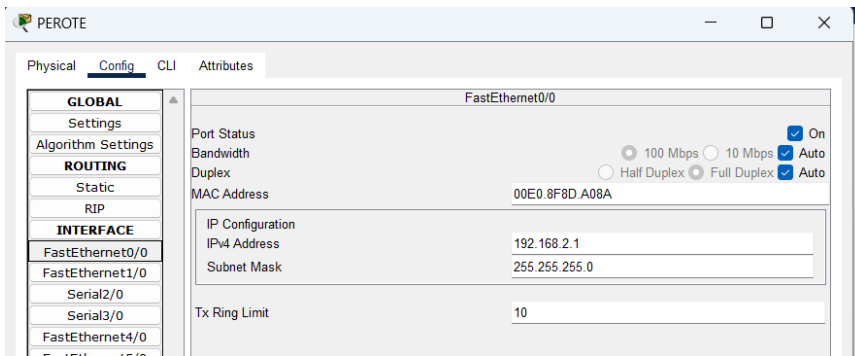 PEROTE
Physical Config CLI Attributes
GLOBAL
Settings
Algorithm Settings
ROUTING
Static
RIP
INTERFACE
FastEthernet0/0
FastEthernet1/0
Serial2/0
Serial3/0
FastEthernet4/0
FastEthernet0/0
Port Status On
Bandwidth 100 Mbps 10 Mbps Auto
Duplex Half Duplex Full Duplex Auto
MAC Address 00E0.8F8D.A08A
IP Configuration
IPv4 Address 192.168.2.1
Subnet Mask 255.255.255.0
Tx Ring Limit 10